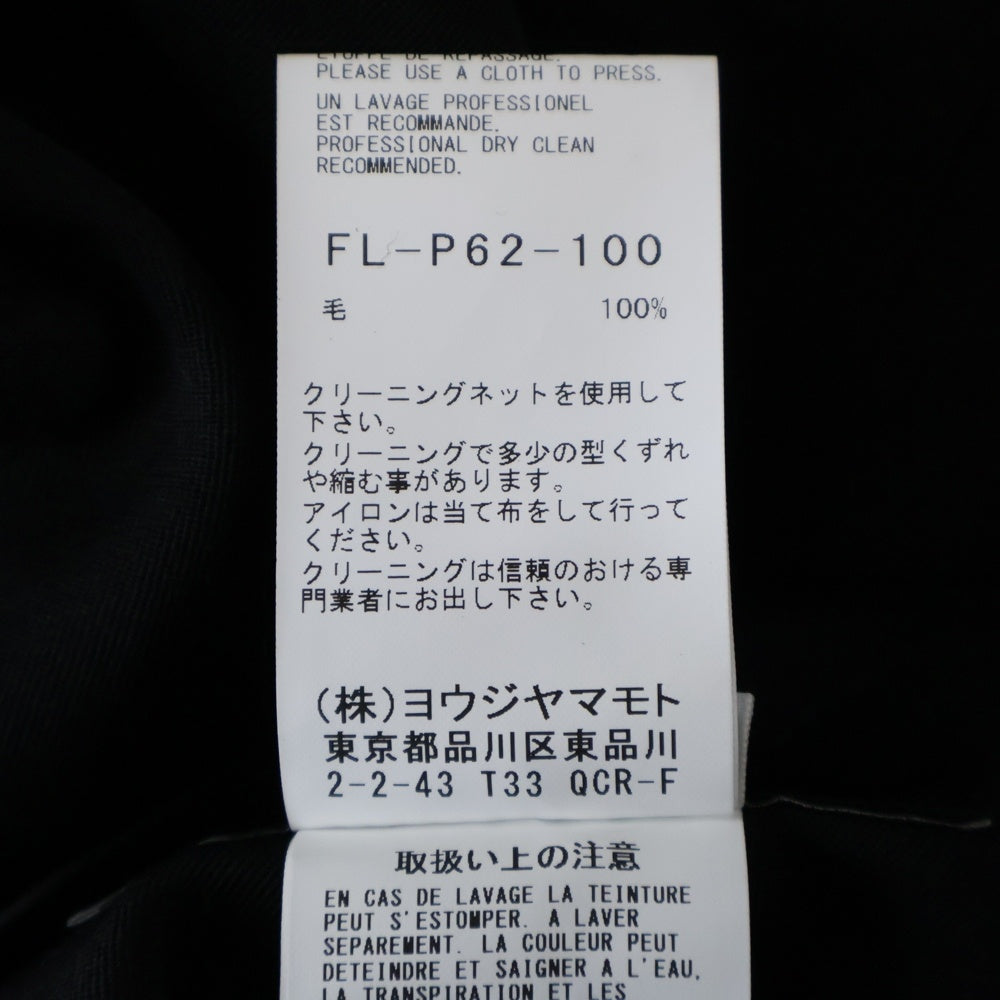 ETOFFE DE REPASSAGE.
PLEASE USE A CLOTH TO PRESS.
UN LAVAGE PROFESSIONEL
EST RECOMMANDE.
PROFESSIONAL DRY CLEAN
RECOMMENDED.
FL-P62-100
毛 100%
クリーニングネットを使用して
下さい。
クリーニングで多少の型くずれ
や縮む事があります。
アイロンは当て布をして行って
ください。
クリーニングは信頼のおける専
門業者にお出し下さい。
(株)ヨウジヤマモト
東京都品川区東品川
2-2-43 T33 QCR-F
取扱い上の注意
EN CAS DE LAVAGE LA TEINTURE
PEUT S'ESTOMPER. A LAVER
SEPAREMENT. LA COULEUR PEUT
DETEINDRE ET SAIGNER A L'EAU,
LA TRANSPIRATION ET LES